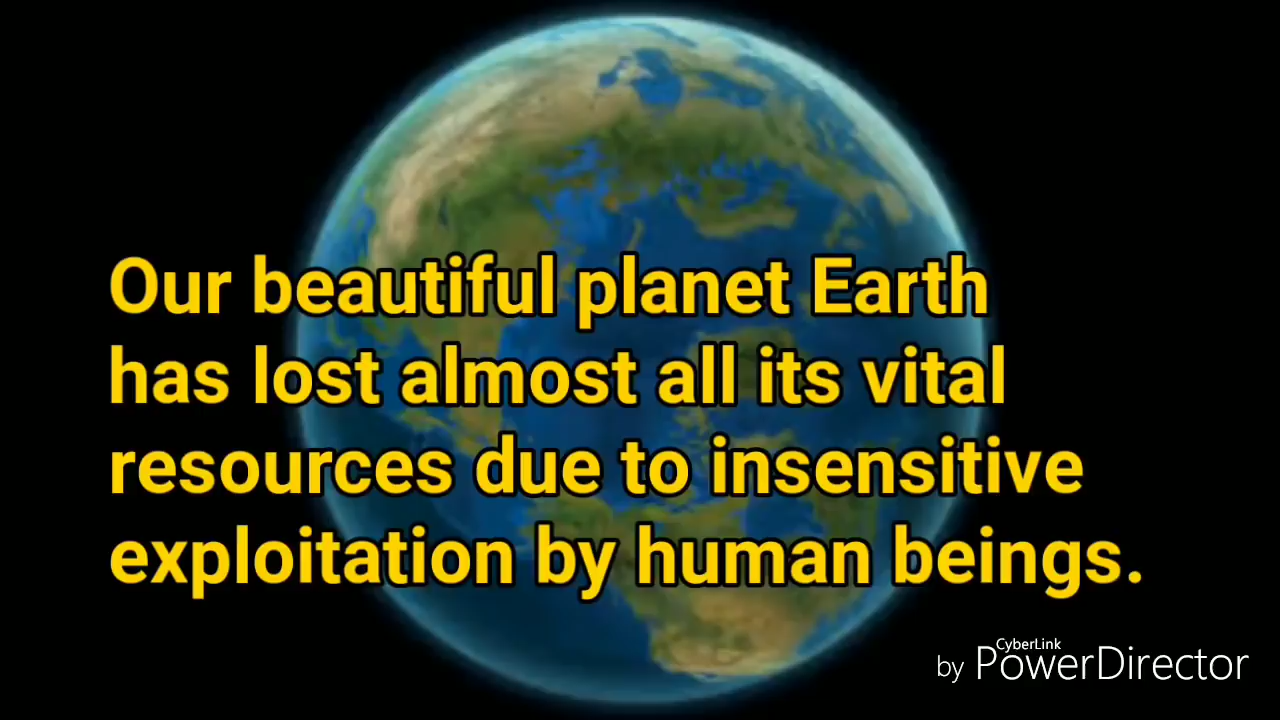 Our beautiful planet Earth
has lost almost all its vital
resources due to insensitive
exploitation by human beings.
CyberLink
by PowerDirector